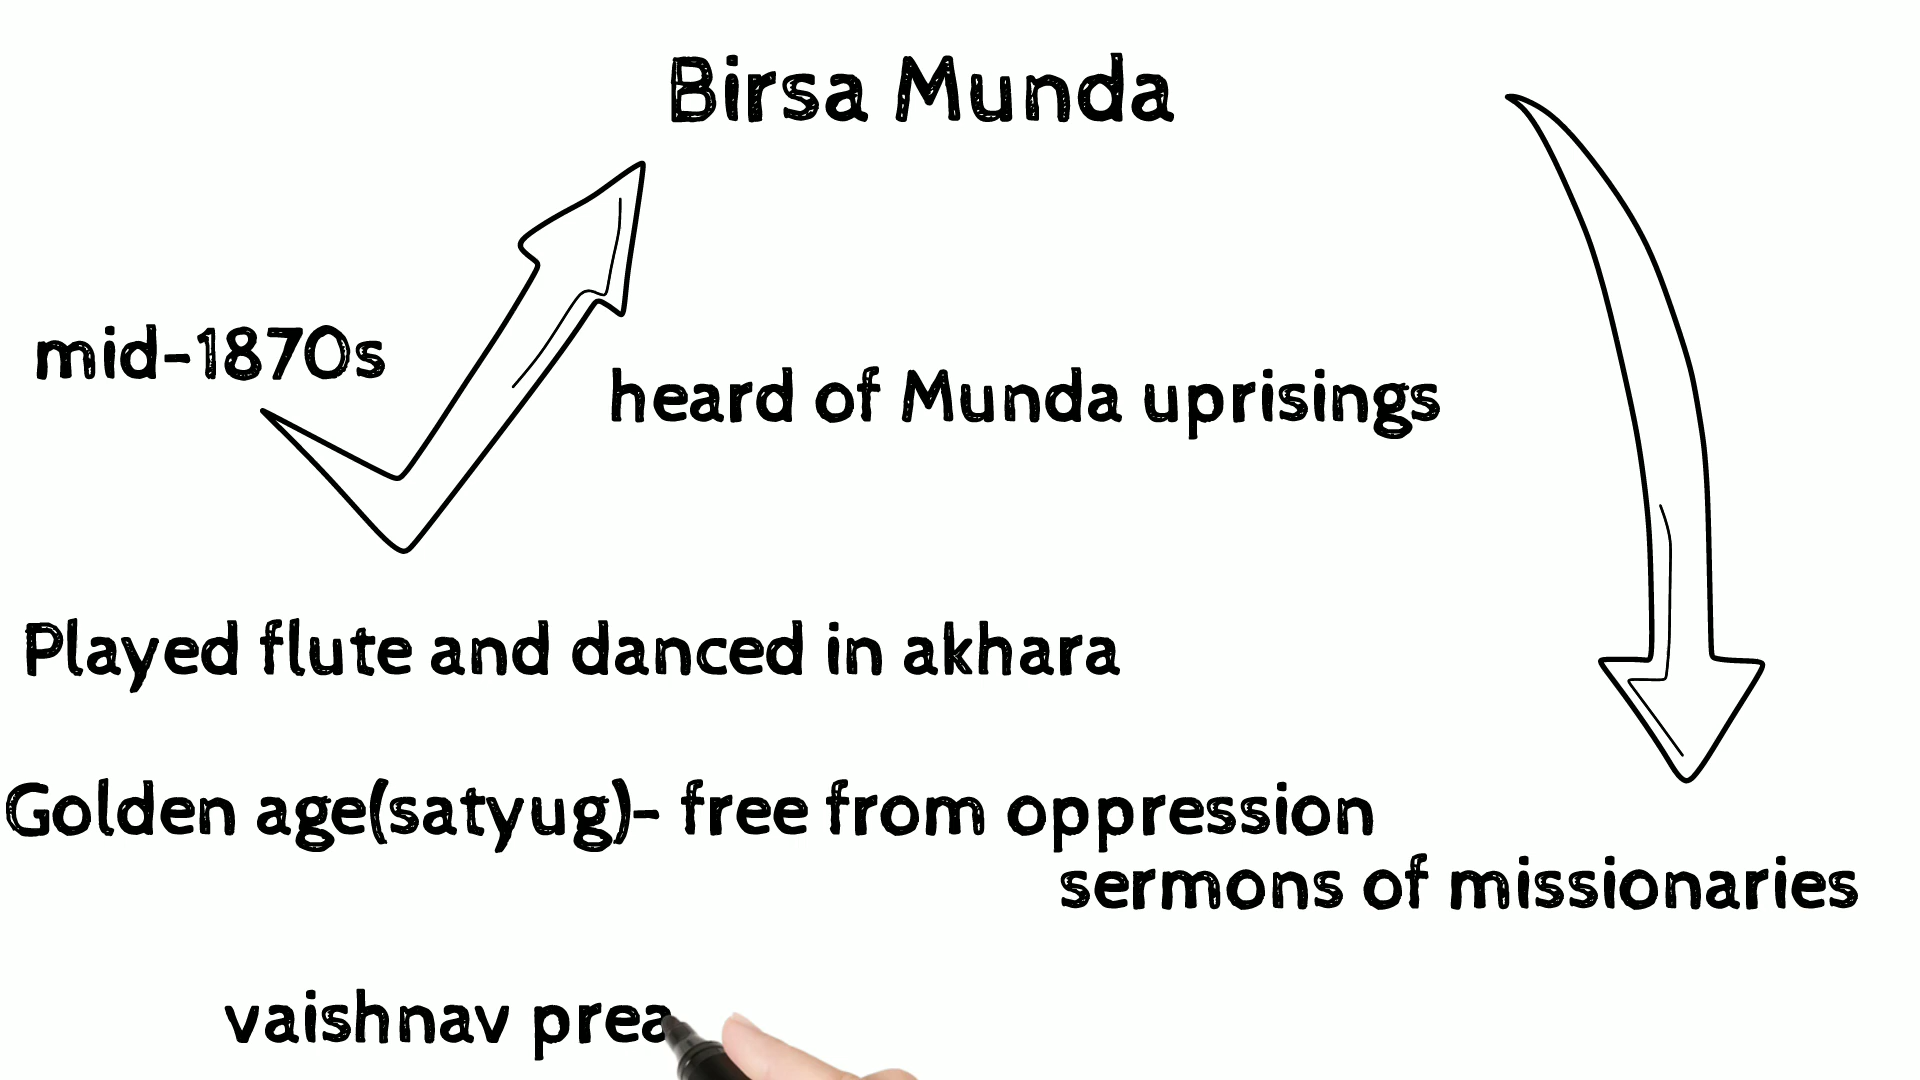 Birsa Munda
mid-1870s
heard of Munda uprisings
Played flute and danced in akhara
Golden age(satyug)- free from oppression
sermons of missionaries
vaishnav prea